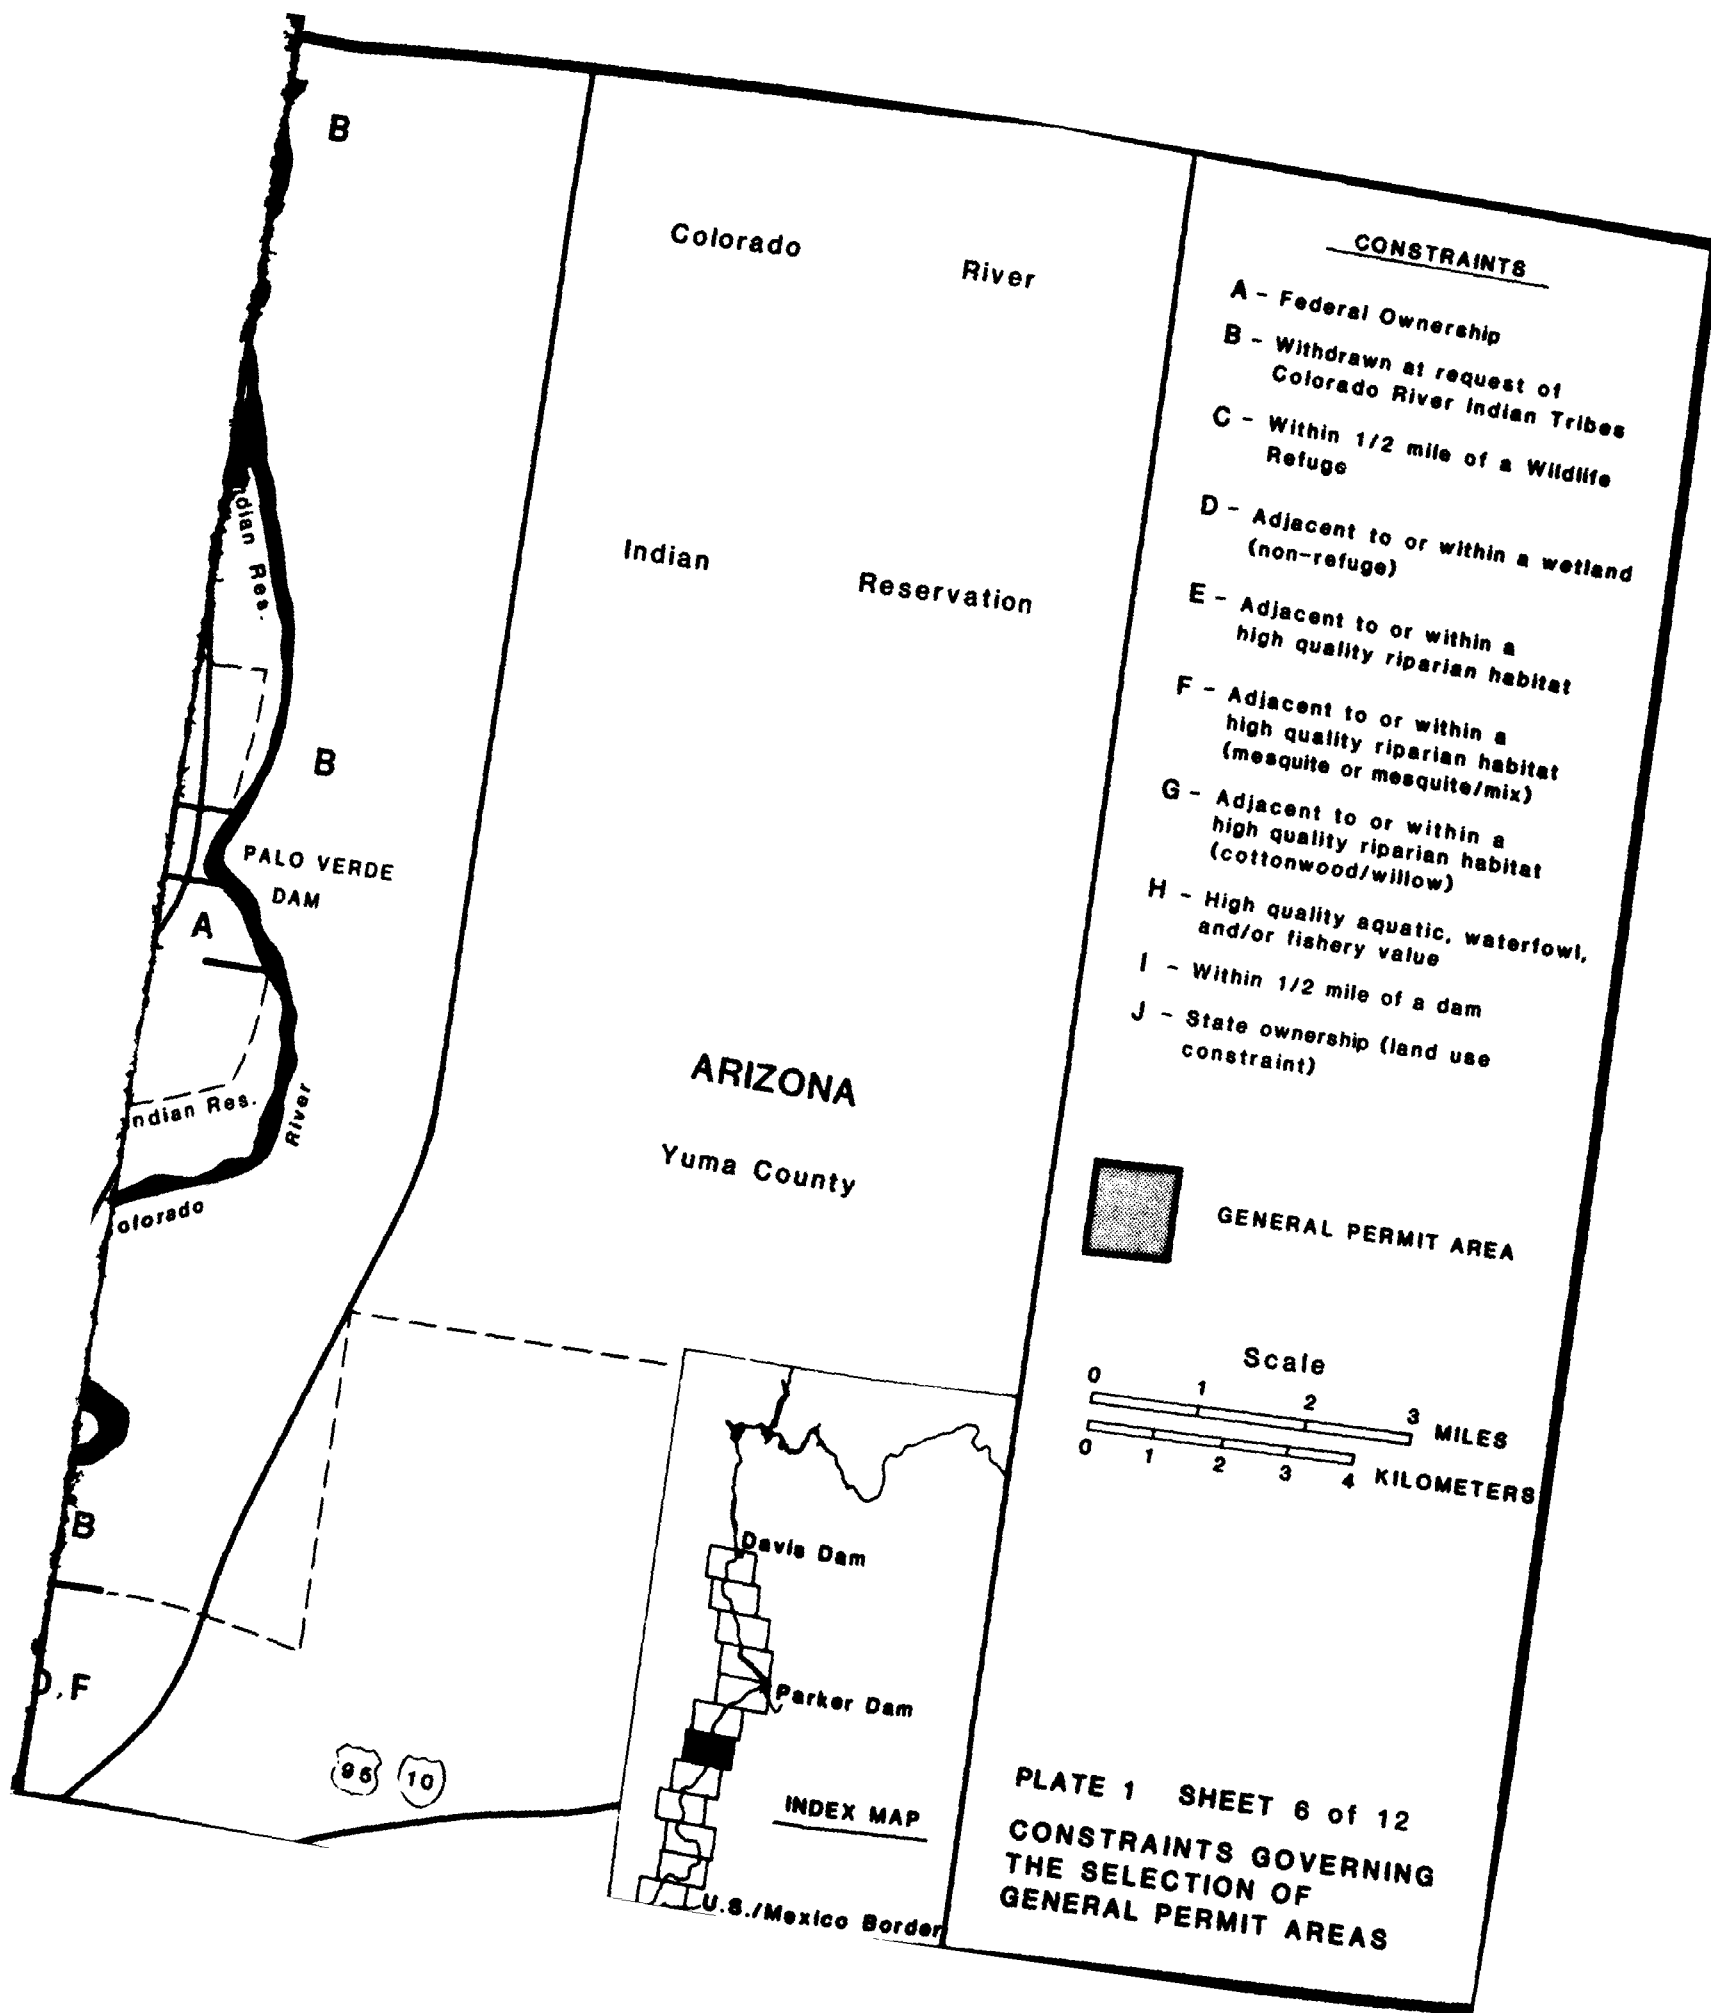 B
Colorado River
Indian Reservation
ndian Res.
B
PALO VERDE
DAM
A
ndian Res.
River
olorado
ARIZONA
Yuma County
B
, F
95 10
CONSTRAINTS
A - Federal Ownership
B - Withdrawn at request of
Colorado River Indian Tribes
C - Within 1/2 mile of a Wildlife
Refuge
D - Adjacent to or within a wetland
(non-refuge)
E - Adjacent to or within a
high quality riparian habitat
F - Adjacent to or within a
high quality riparian habitat
(mesquite or mesquite/mix)
G - Adjacent to or within a
high quality riparian habitat
(cottonwood/willow)
H - High quality aquatic, waterfowl,
and/or fishery value
I - Within 1/2 mile of a dam
J - State ownership (land use
constraint)
GENERAL PERMIT AREA
Scale
0 1 2 3 MILES
0 1 2 3 4 KILOMETERS
Davis Dam
Parker Dam
INDEX MAP
U.S./Mexico Border
PLATE 1 SHEET 6 of 12
CONSTRAINTS GOVERNING
THE SELECTION OF
GENERAL PERMIT AREAS